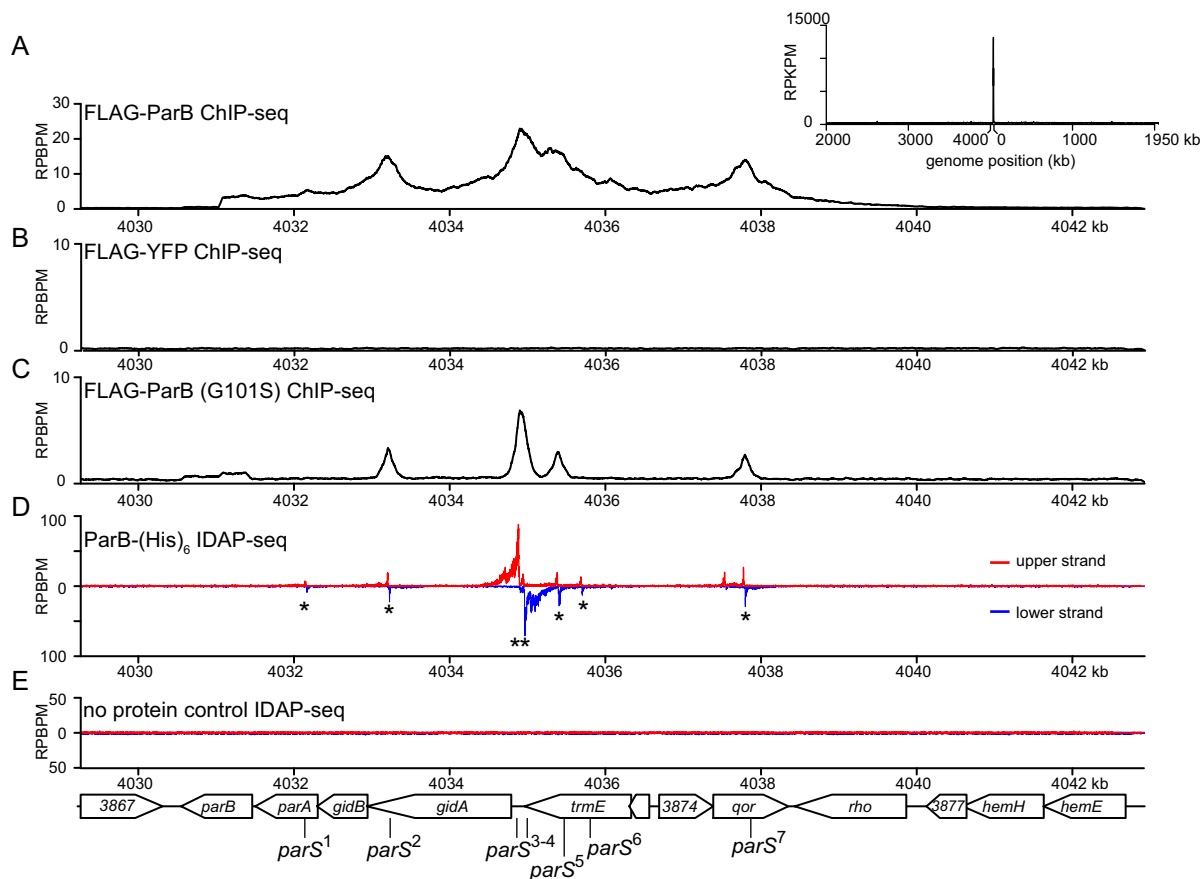 A
FLAG-ParB ChIP-seq
RPBPM
30
20
10
0
4030 4032 4034 4036 4038 4040 4042 kb
15000
RPKPM
0
2000 3000 4000 0 1000 1950 kb
genome position (kb)
B
FLAG-YFP ChIP-seq
RPBPM
10
0
4030 4032 4034 4036 4038 4040 4042 kb
C
FLAG-ParB (G101S) ChIP-seq
RPBPM
10
0
4030 4032 4034 4036 4038 4040 4042 kb
D
ParB-(His)₆ IDAP-seq
RPBPM
100
0
100
upper strand
lower strand
* * ** * * *
4030 4032 4034 4036 4038 4040 4042 kb
E
no protein control IDAP-seq
RPBPM
50
0
50
4030 4032 4034 4036 4038 4040 4042 kb
3867 parB parA gidB gidA trmE 3874 qor rho 3877 hemH hemE
parS¹ parS² parS³⁻⁴ parS⁵ parS⁶ parS⁷